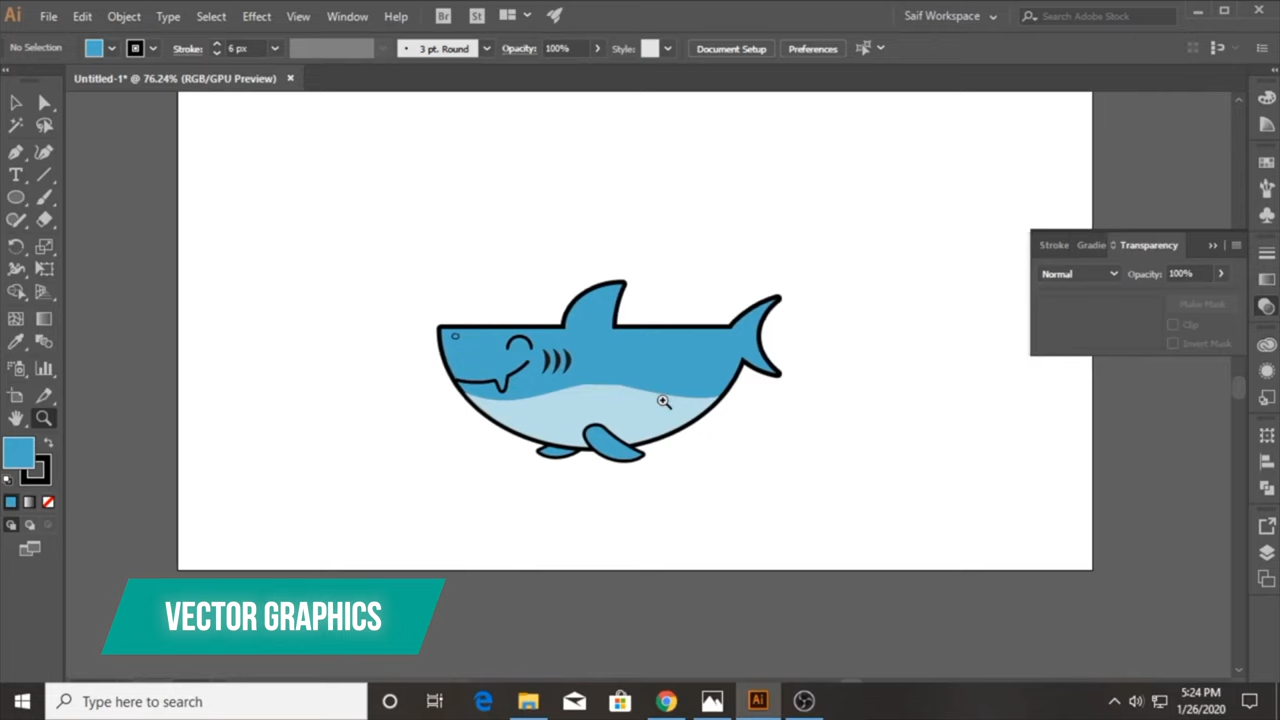 Ai File Edit Object Type Select Effect View Window Help Br St Saif Workspace Search Adobe Stock
No Selection Stroke: 6 px 3 pt. Round Opacity: 100% Style: Document Setup Preferences
Untitled-1* @ 76.24% (RGB/GPU Preview)
Stroke Gradie Transparency
Normal Opacity: 100%
Make Mask
Clip
Invert Mask
VECTOR GRAPHICS
Type here to search Ai 5:24 PM
1/26/2020